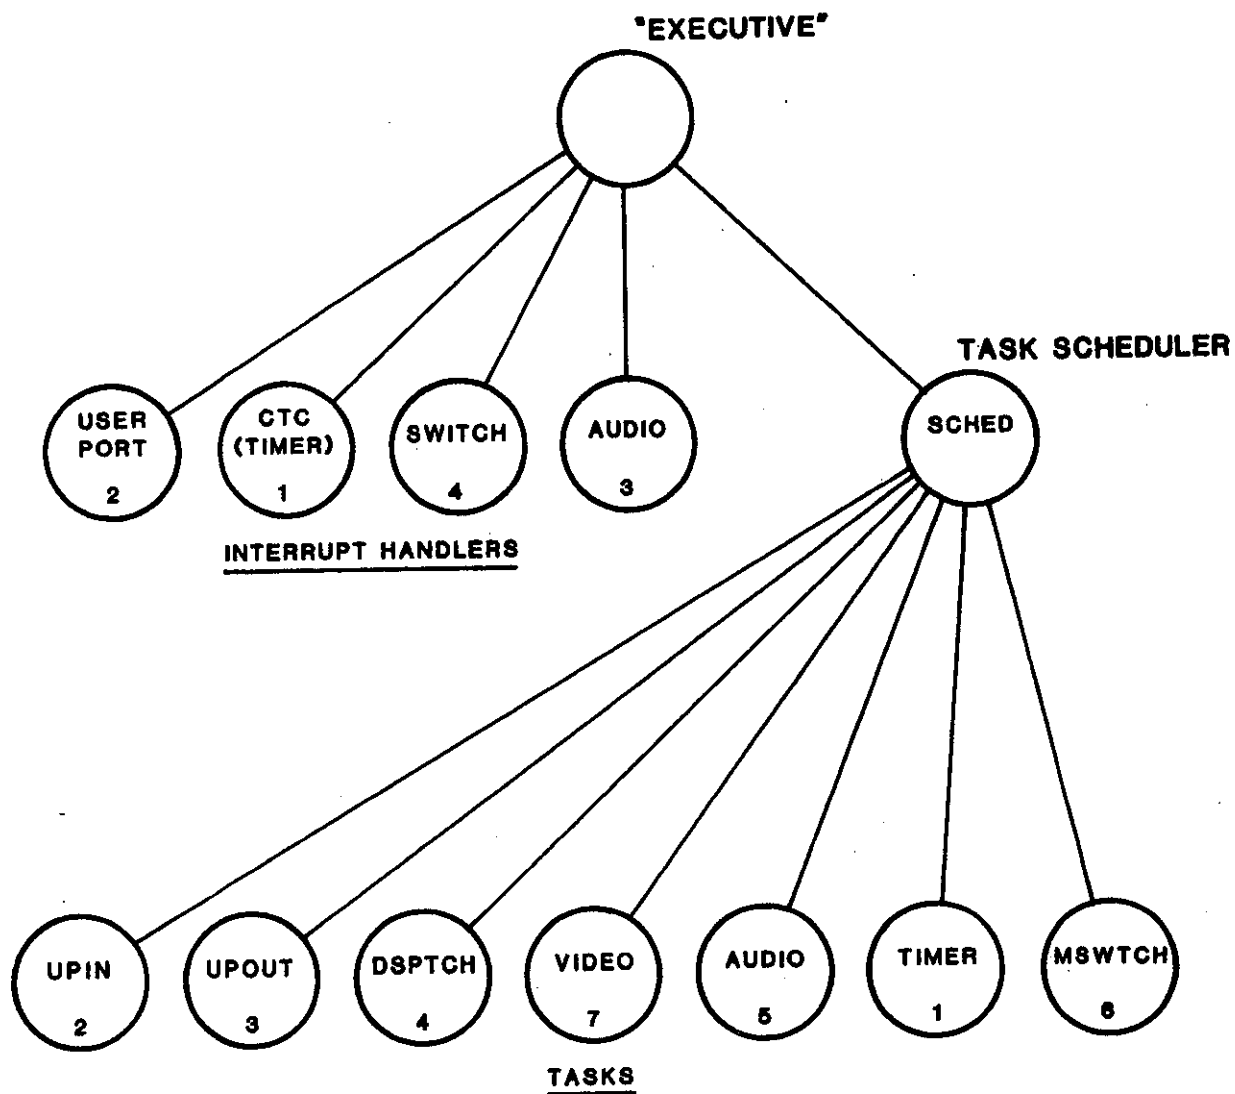 "EXECUTIVE"
TASK SCHEDULER
USER
PORT
2
CTC
(TIMER)
1
SWITCH
4
AUDIO
3
SCHED
INTERRUPT HANDLERS
UPIN
2
UPOUT
3
DSPTCH
4
VIDEO
7
AUDIO
5
TIMER
1
MSWTCH
6
TASKS